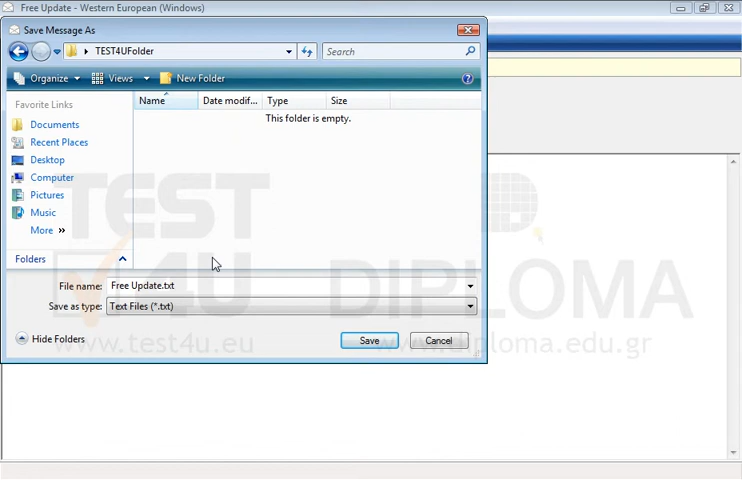 Free Update - Western European (Windows)
Save Message As
TEST4UFolder
Search
Organize
Views
New Folder
Favorite Links
Name
Date modif...
Type
Size
This folder is empty.
Documents
Recent Places
Desktop
Computer
Pictures
Music
More »
Folders
TEST
4U
DIPLOMA
File name: Free Update.txt
Save as type: Text Files (*.txt)
Hide Folders
Save
Cancel
www.test4u.eu
www.diploma.edu.gr